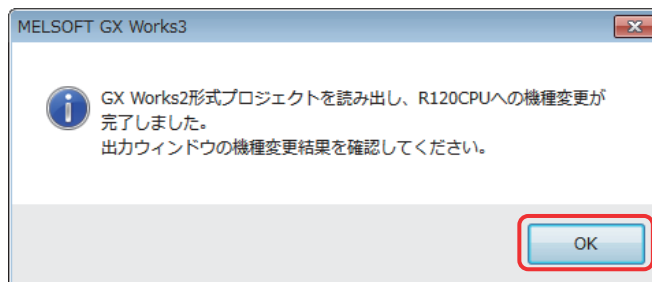 MELSOFT GX Works3
GX Works2形式プロジェクトを読み出し、R120CPUへの機種変更が
完了しました。
出力ウィンドウの機種変更結果を確認してください。
OK